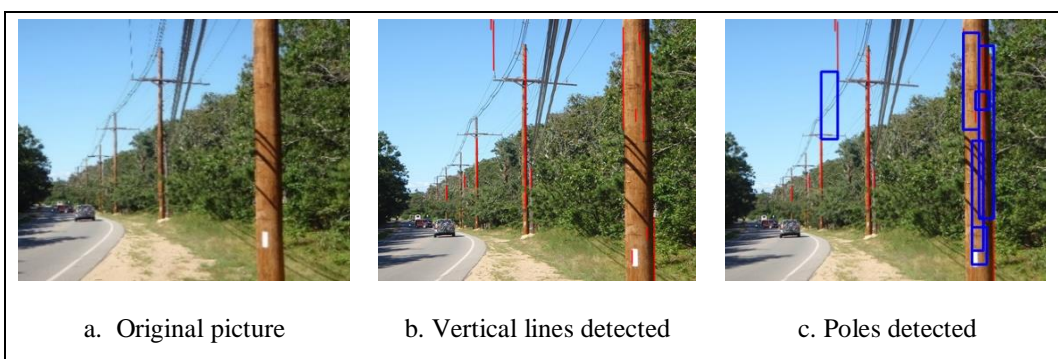 a. Original picture
b. Vertical lines detected
c. Poles detected